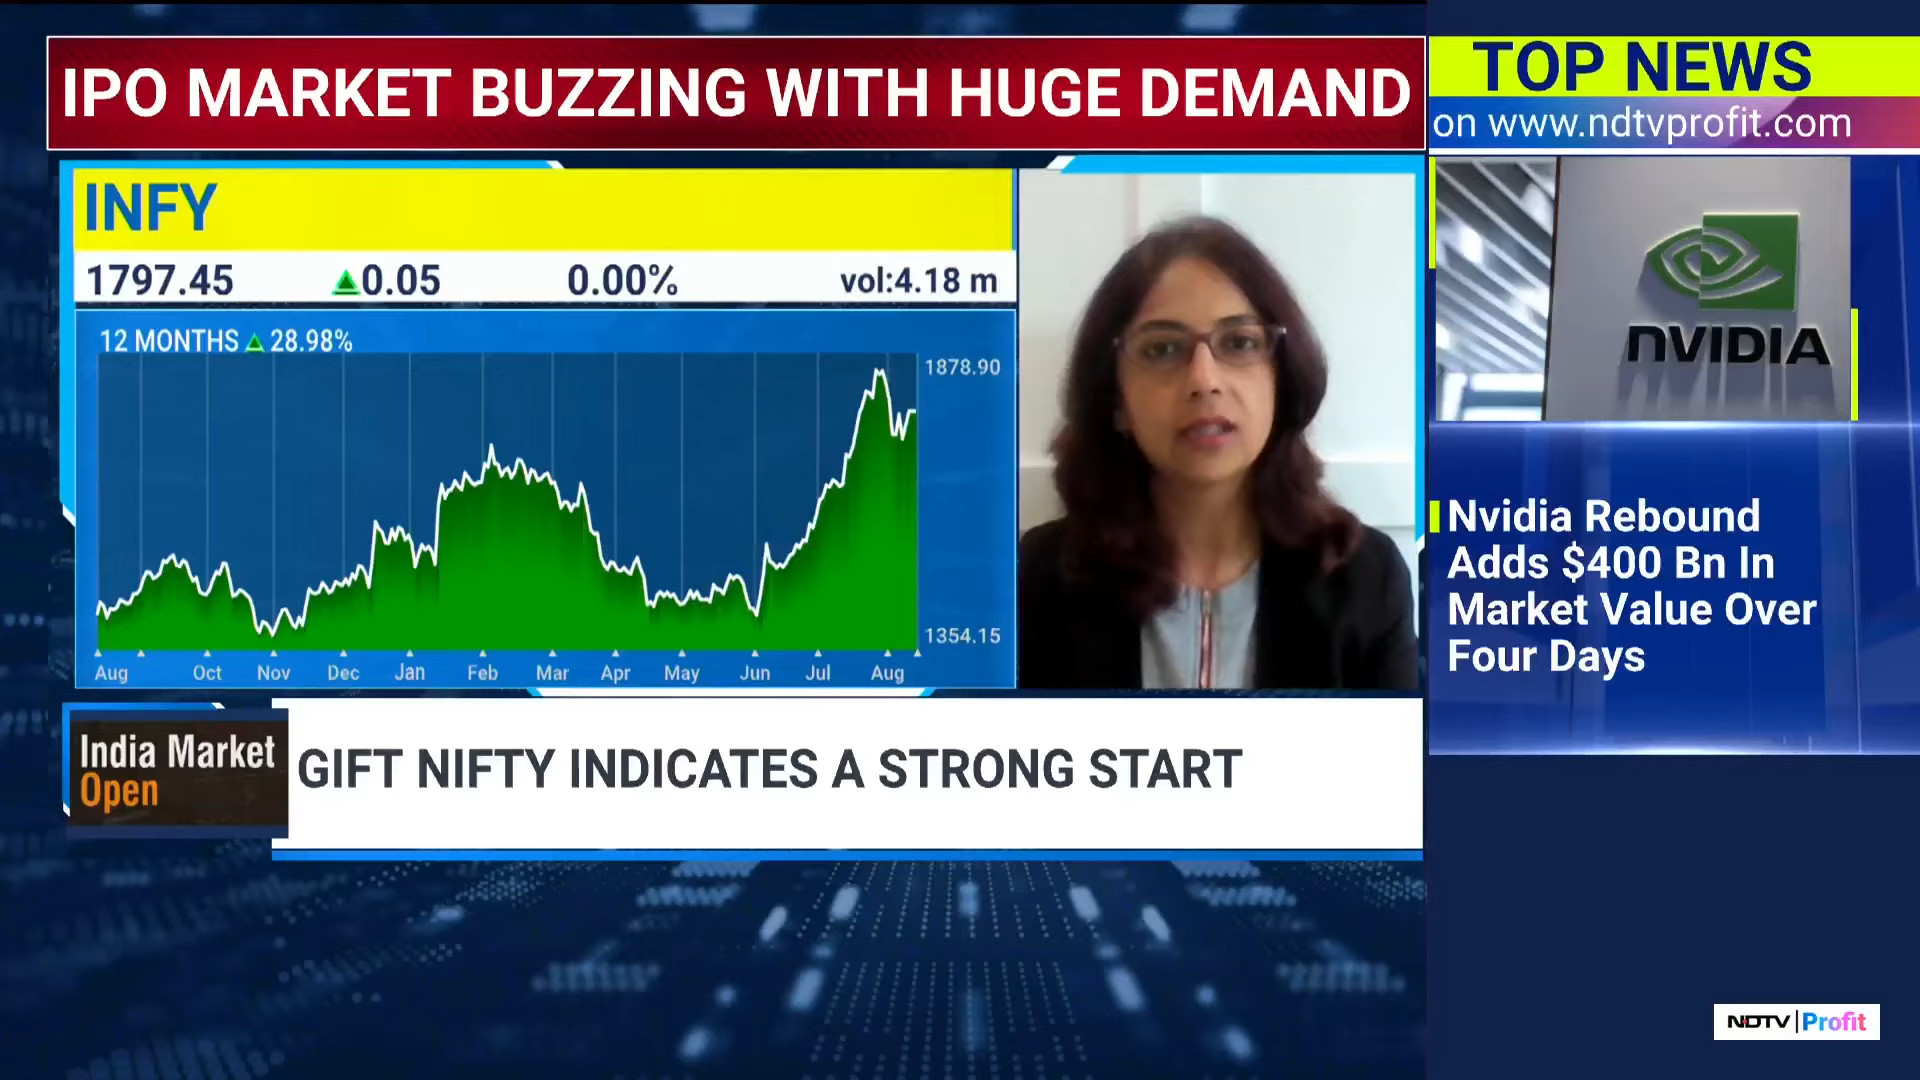 IPO MARKET BUZZING WITH HUGE DEMAND
TOP NEWS
on www.ndtvprofit.com
INFY
1797.45 ▲0.05 0.00% vol:4.18 m
12 MONTHS ▲ 28.98%
1878.90
1354.15
Aug Oct Nov Dec Jan Feb Mar Apr May Jun Jul Aug
NVIDIA
Nvidia Rebound
Adds $400 Bn In
Market Value Over
Four Days
India Market
Open
GIFT NIFTY INDICATES A STRONG START
NDTV | Profit